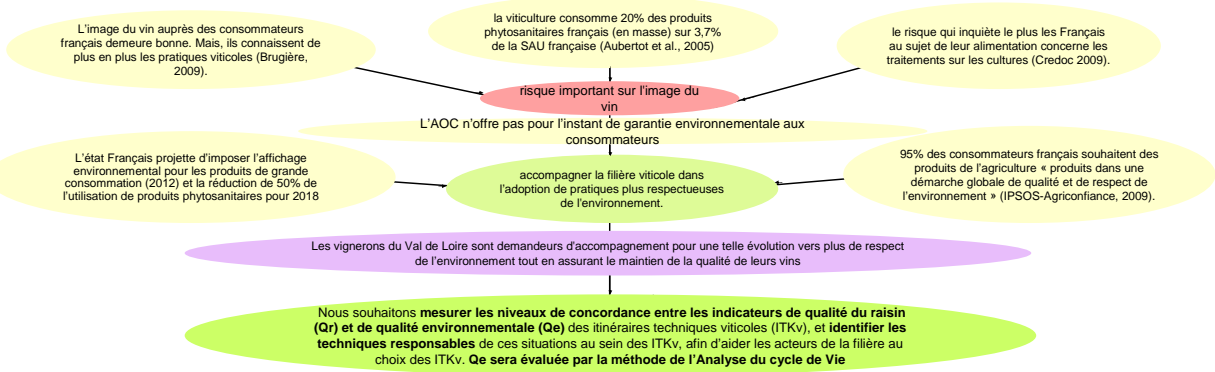 L'image du vin auprès des consommateurs
français demeure bonne. Mais, ils connaissent de
plus en plus les pratiques viticoles (Brugière,
2009).
la viticulture consomme 20% des produits
phytosanitaires français (en masse) sur 3,7%
de la SAU française (Aubertot et al., 2005)
le risque qui inquiète le plus les Français
au sujet de leur alimentation concerne les
traitements sur les cultures (Credoc 2009).
risque important sur l'image du
vin
L'AOC n'offre pas pour l'instant de garantie environnementale aux
consommateurs
L'état Français projette d'imposer l'affichage
environnemental pour les produits de grande
consommation (2012) et la réduction de 50% de
l'utilisation de produits phytosanitaires pour 2018
accompagner la filière viticole dans
l'adoption de pratiques plus respectueuses
de l'environnement.
95% des consommateurs français souhaitent des
produits de l'agriculture « produits dans une
démarche globale de qualité et de respect de
l'environnement » (IPSOS-Agriconfiance, 2009).
Les vignerons du Val de Loire sont demandeurs d'accompagnement pour une telle évolution vers plus de respect
de l'environnement tout en assurant le maintien de la qualité de leurs vins
Nous souhaitons mesurer les niveaux de concordance entre les indicateurs de qualité du raisin
(Qr) et de qualité environnementale (Qe) des itinéraires techniques viticoles (ITKv), et identifier les
techniques responsables de ces situations au sein des ITKv, afin d'aider les acteurs de la filière au
choix des ITKv. Qe sera évaluée par la méthode de l'Analyse du cycle de Vie